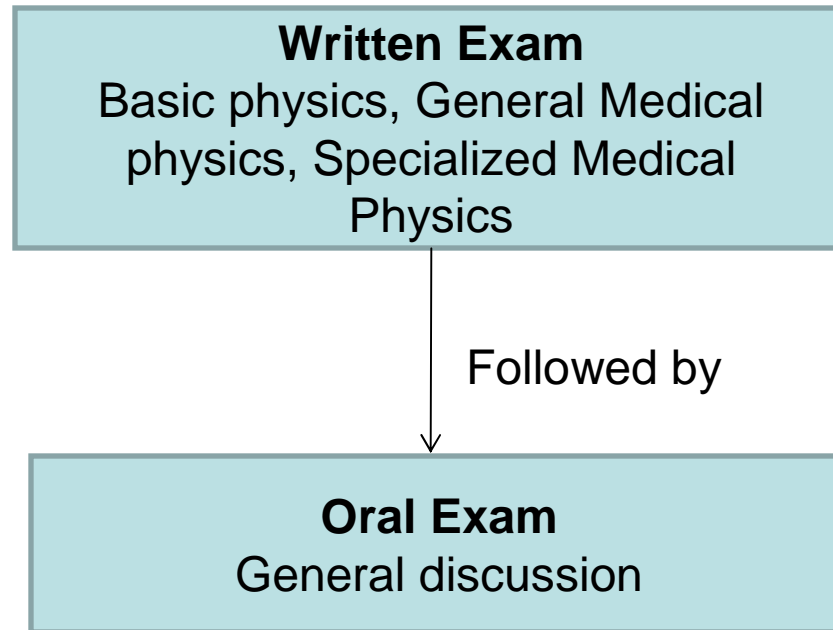 Written Exam
Basic physics, General Medical
physics, Specialized Medical
Physics
Followed by
Oral Exam
General discussion